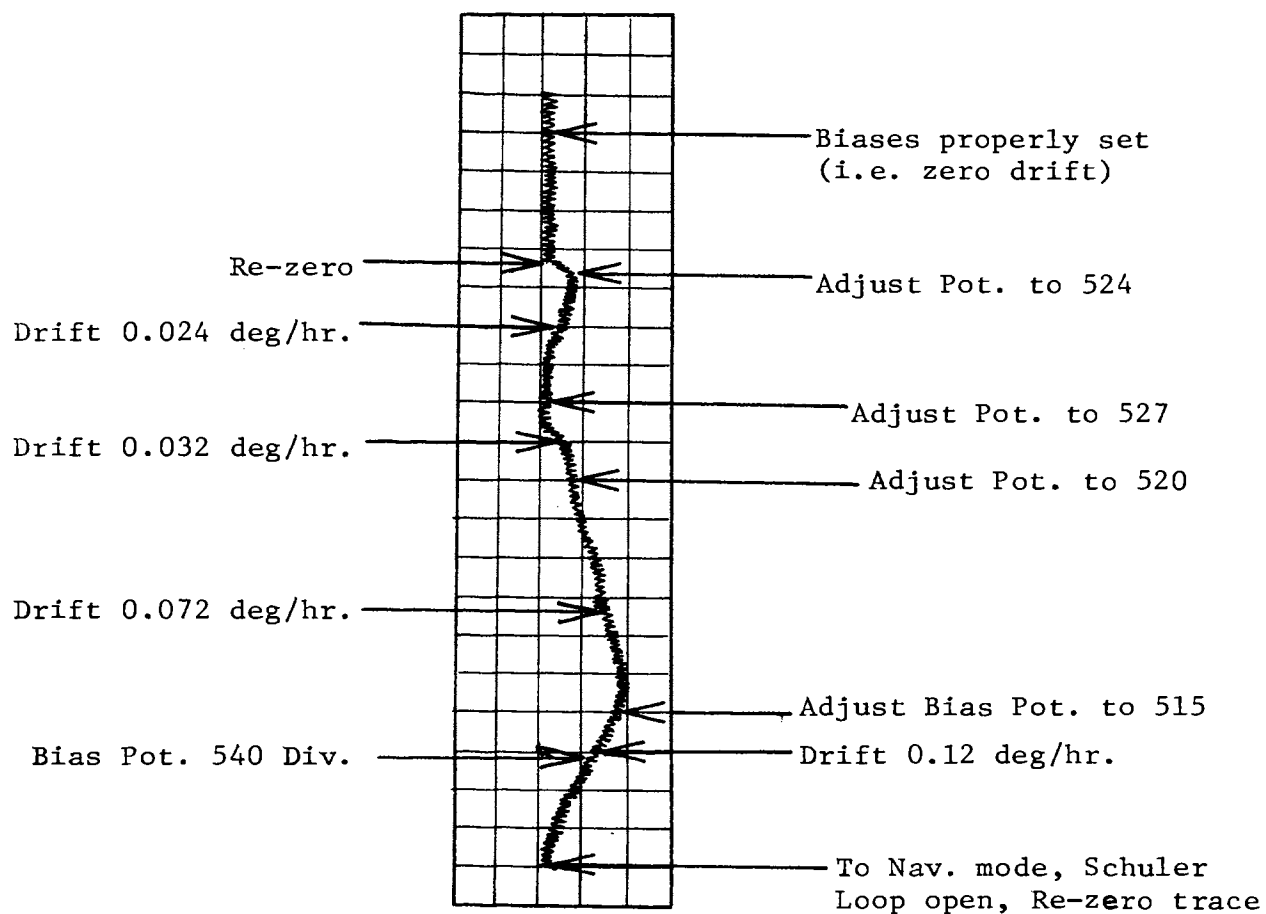 Biases properly set
(i.e. zero drift)
Re-zero
Adjust Pot. to 524
Drift 0.024 deg/hr.
Adjust Pot. to 527
Drift 0.032 deg/hr.
Adjust Pot. to 520
Drift 0.072 deg/hr.
Adjust Bias Pot. to 515
Bias Pot. 540 Div.
Drift 0.12 deg/hr.
To Nav. mode, Schuler
Loop open, Re-zero trace